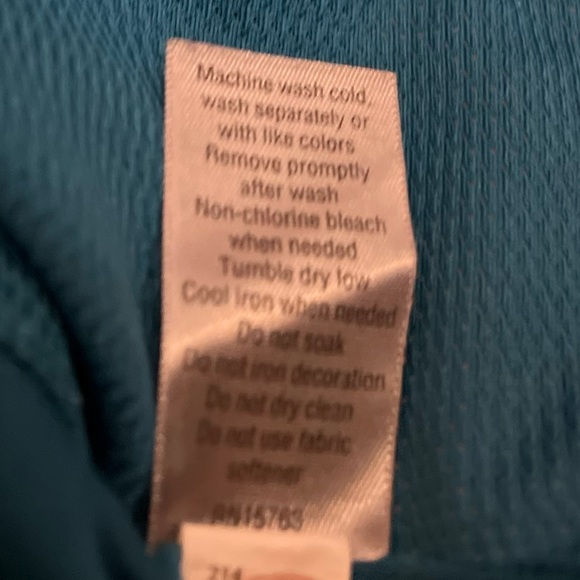 Machine wash cold,
wash separately or
with like colors
Remove promptly
after wash
Non-chlorine bleach
when needed
Tumble dry low
Cool iron when needed
Do not soak
Do not iron decoration
Do not dry clean
Do not use fabric
softener
RN15763
214